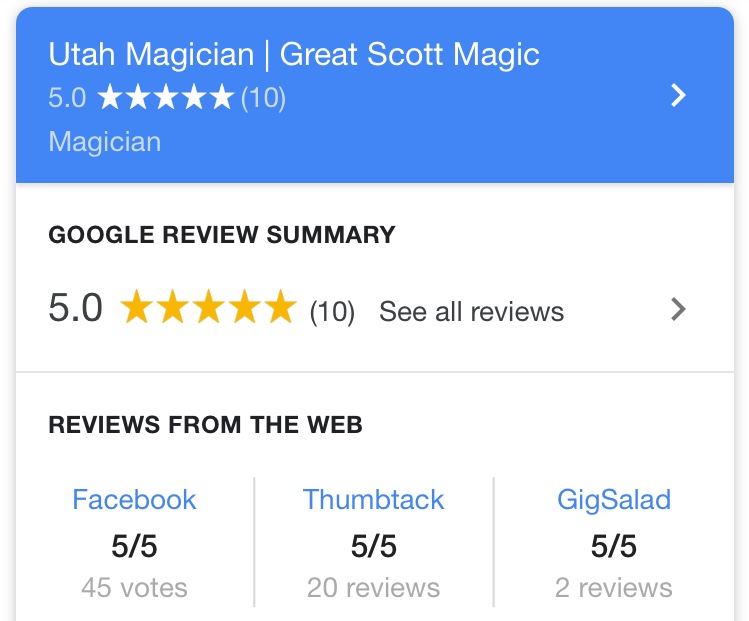 Utah Magician | Great Scott Magic
5.0 ★★★★★ (10)
Magician
GOOGLE REVIEW SUMMARY
5.0 ★★★★★ (10) See all reviews
REVIEWS FROM THE WEB
Facebook Thumbtack GigSalad
5/5 5/5 5/5
45 votes 20 reviews 2 reviews